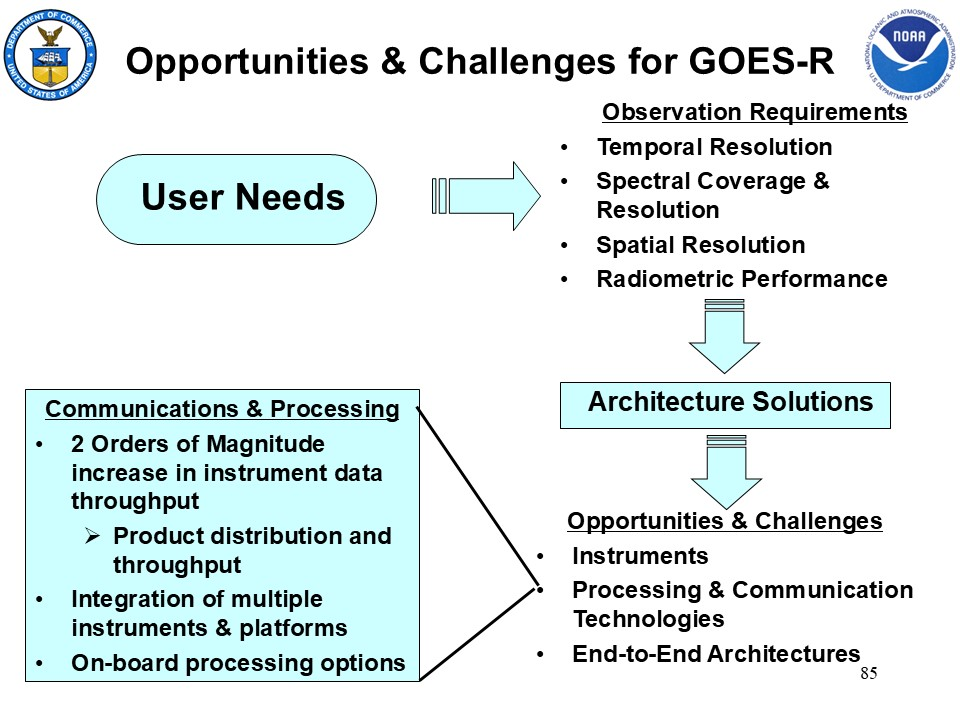 Opportunities & Challenges for GOES-R
DEPARTMENT OF COMMERCE
UNITED STATES OF AMERICA
NATIONAL OCEANIC AND ATMOSPHERIC ADMINISTRATION
NOAA
U.S. DEPARTMENT OF COMMERCE
User Needs
Observation Requirements
• Temporal Resolution
• Spectral Coverage &
Resolution
• Spatial Resolution
• Radiometric Performance
Architecture Solutions
Opportunities & Challenges
• Instruments
• Processing & Communication
Technologies
• End-to-End Architectures
Communications & Processing
• 2 Orders of Magnitude
increase in instrument data
throughput
➢ Product distribution and
throughput
• Integration of multiple
instruments & platforms
• On-board processing options
85